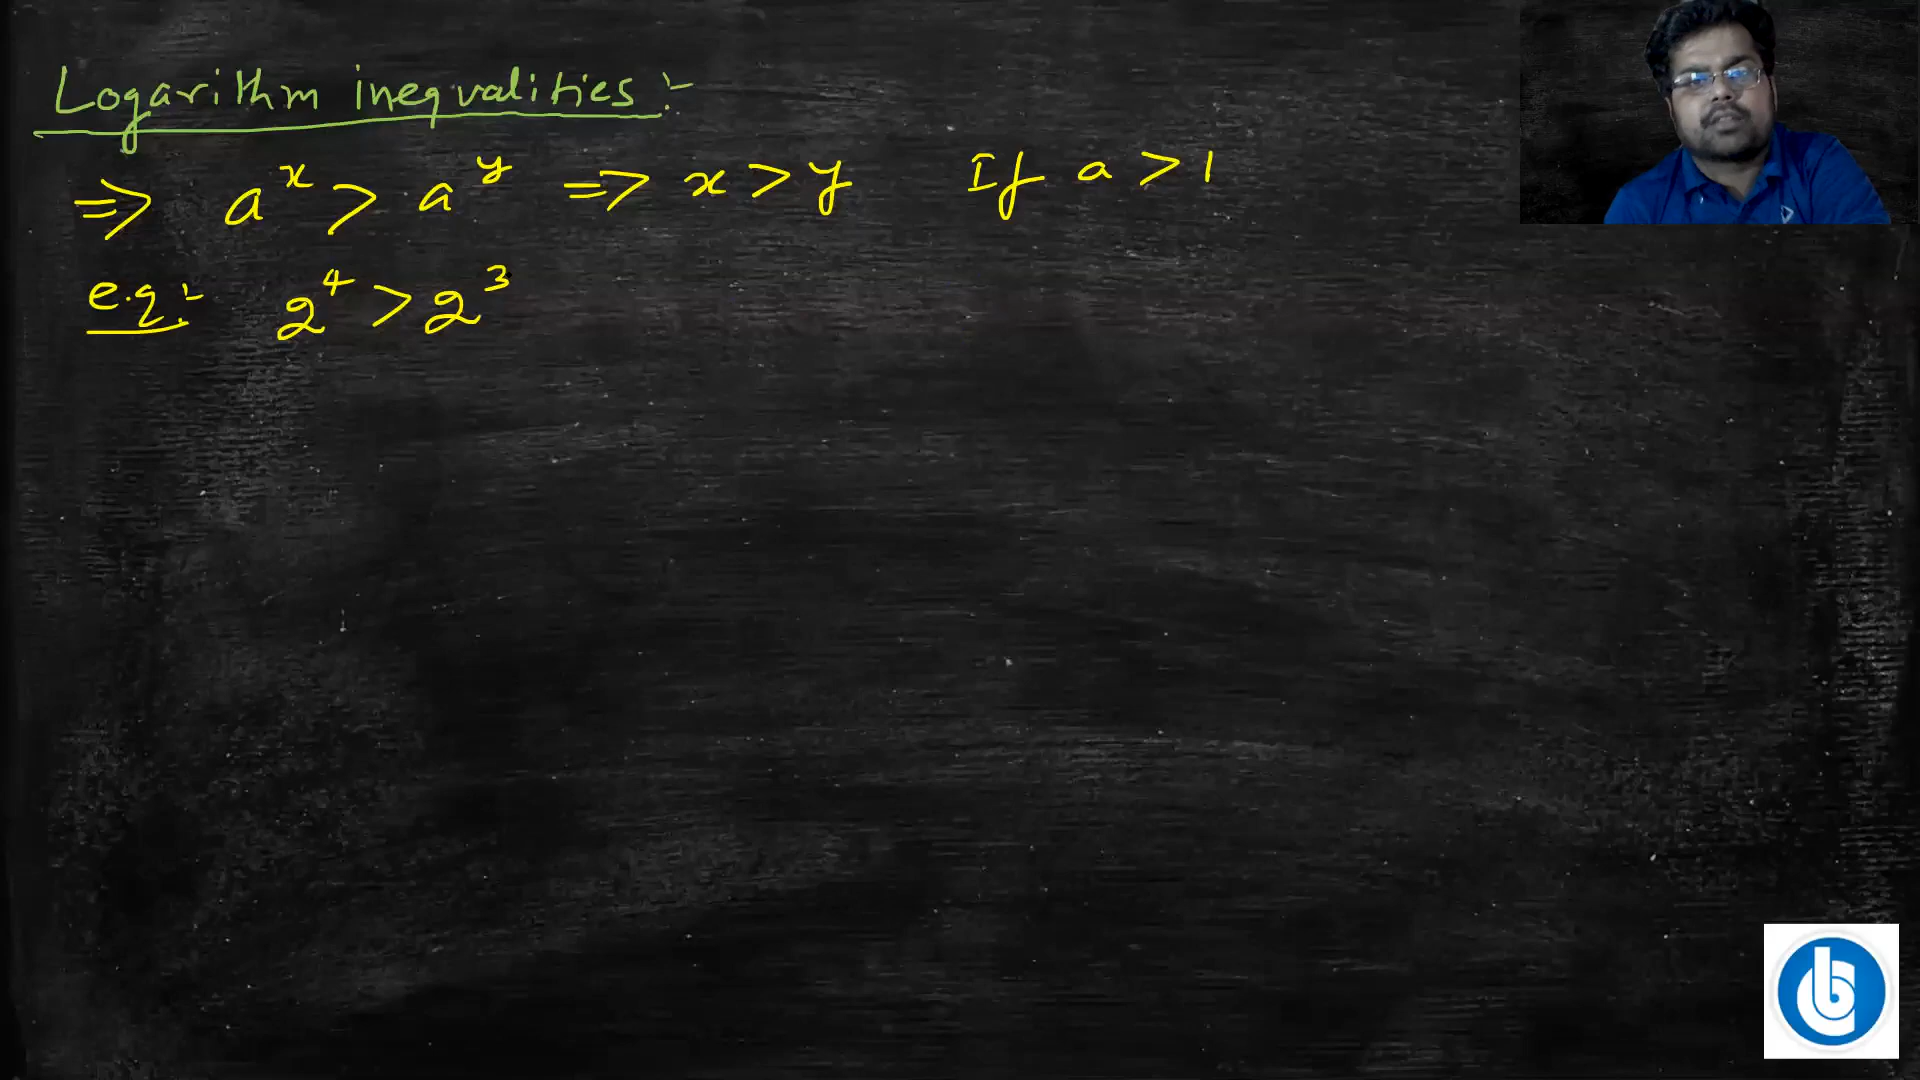 Logarithm inequalities :-
=> a^x > a^y => x > y If a > 1
e.g:- 2^4 > 2^3